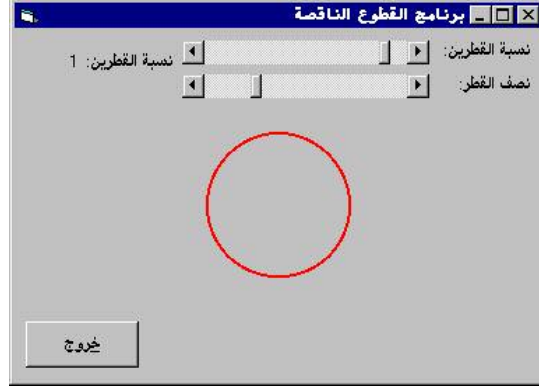 برنامج القطوع الناقصة
نسبة القطرين:
نسبة القطرين: 1
نصف القطر:
خروج